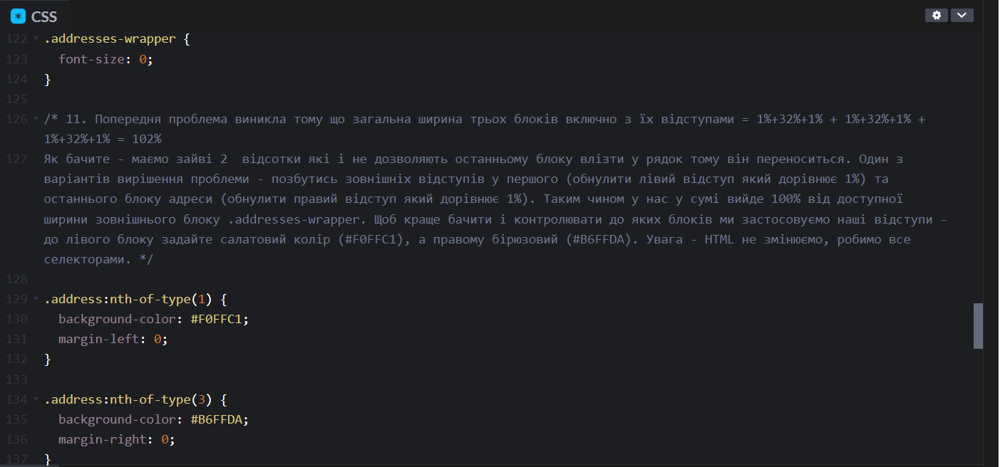 CSS
122 .addresses-wrapper {
123 font-size: 0;
124 }
125
126 /* 11. Попередня проблема виникла тому що загальна ширина трьох блоків включно з їх відступами = 1%+32%+1% + 1%+32%+1% +
1%+32%+1% = 102%
127 Як бачите - маємо зайві 2  відсотки які і не дозволяють останньому блоку влізти у рядок тому він переноситься. Один з
варіантів вирішення проблеми - позбутись зовнішніх відступів у першого (обнулити лівий відступ який дорівнює 1%) та
останнього блоку адреси (обнулити правий відступ який дорівнює 1%). Таким чином у нас у сумі вийде 100% від доступної
ширини зовнішнього блоку .addresses-wrapper. Щоб краще бачити і контролювати до яких блоків ми застосовуємо наші відступи -
до лівого блоку задайте салатовий колір (#F0FFC1), а правому бірюзовий (#B6FFDA). Увага - HTML не змінюємо, робимо все
селекторами. */
128
129 .address:nth-of-type(1) {
130 background-color: #F0FFC1;
131 margin-left: 0;
132 }
133
134 .address:nth-of-type(3) {
135 background-color: #B6FFDA;
136 margin-right: 0;
137 }